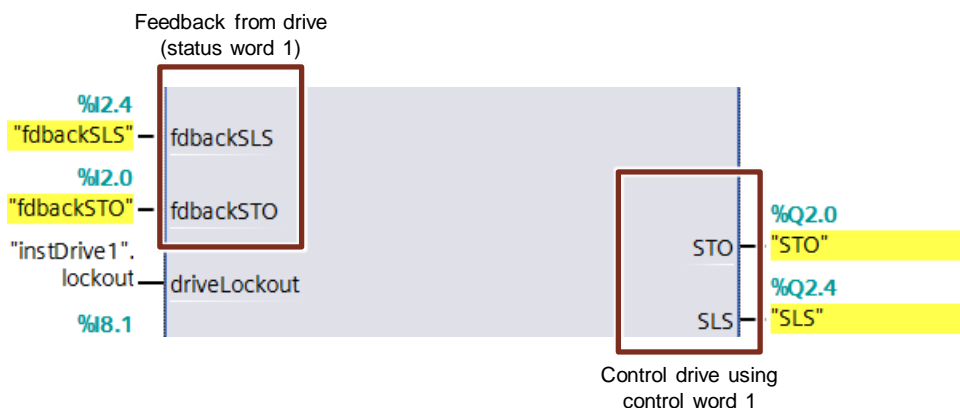 Feedback from drive
(status word 1)
%I2.4
"fdbackSLS"
fdbackSLS
%I2.0
"fdbackSTO"
fdbackSTO
"instDrive1".
lockout
driveLockout
%I8.1
%Q2.0
STO
"STO"
%Q2.4
SLS
"SLS"
Control drive using
control word 1